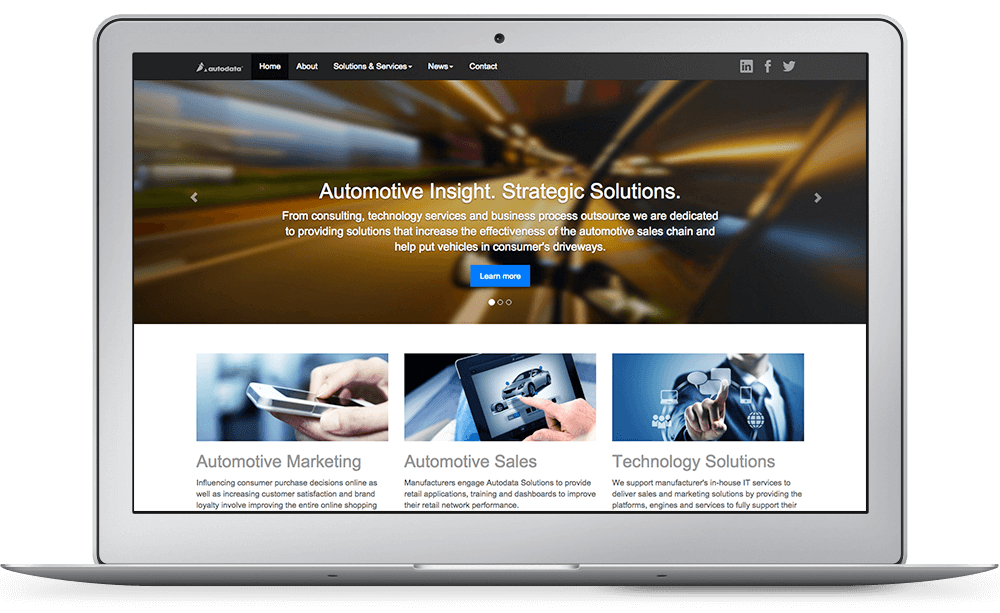 autodata Home About Solutions & Services News Contact
Automotive Insight. Strategic Solutions.
From consulting, technology services and business process outsource we are dedicated
to providing solutions that increase the effectiveness of the automotive sales chain and
help put vehicles in consumer's driveways.
Learn more
Automotive Marketing
Influencing consumer purchase decisions online as
well as increasing customer satisfaction and brand
loyalty involve improving the entire online shopping
Automotive Sales
Manufacturers engage Autodata Solutions to provide
retail applications, training and dashboards to improve
their retail network performance.
Technology Solutions
We support manufacturer's in-house IT services to
deliver sales and marketing solutions by providing the
platforms, engines and services to fully support their